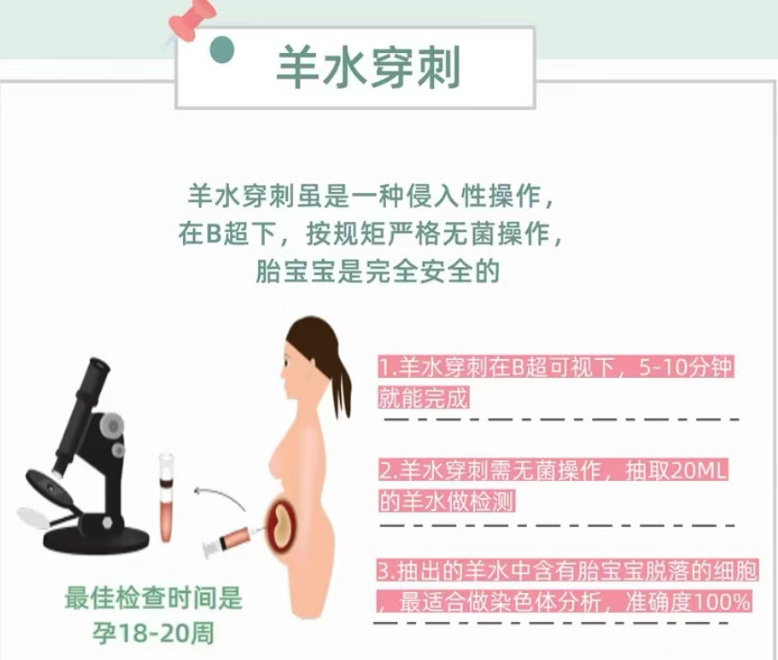 羊水穿刺
羊水穿刺虽是一种侵入性操作，
在B超下，按规矩严格无菌操作，
胎宝宝是完全安全的
1.羊水穿刺在B超可视下，5-10分钟
就能完成
2.羊水穿刺需无菌操作，抽取20ML
的羊水做检测
3.抽出的羊水中含有胎宝宝脱落的细胞
，最适合做染色体分析，准确度100%
最佳检查时间是
孕18-20周